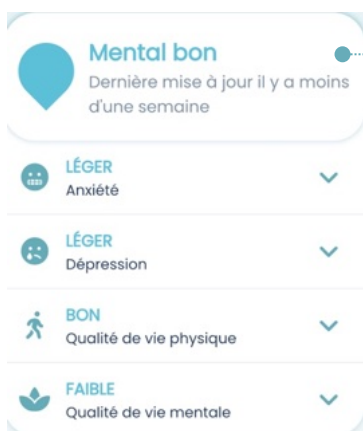 Mental bon
Dernière mise à jour il y a moins
d'une semaine
LÉGER
Anxiété
LÉGER
Dépression
BON
Qualité de vie physique
FAIBLE
Qualité de vie mentale